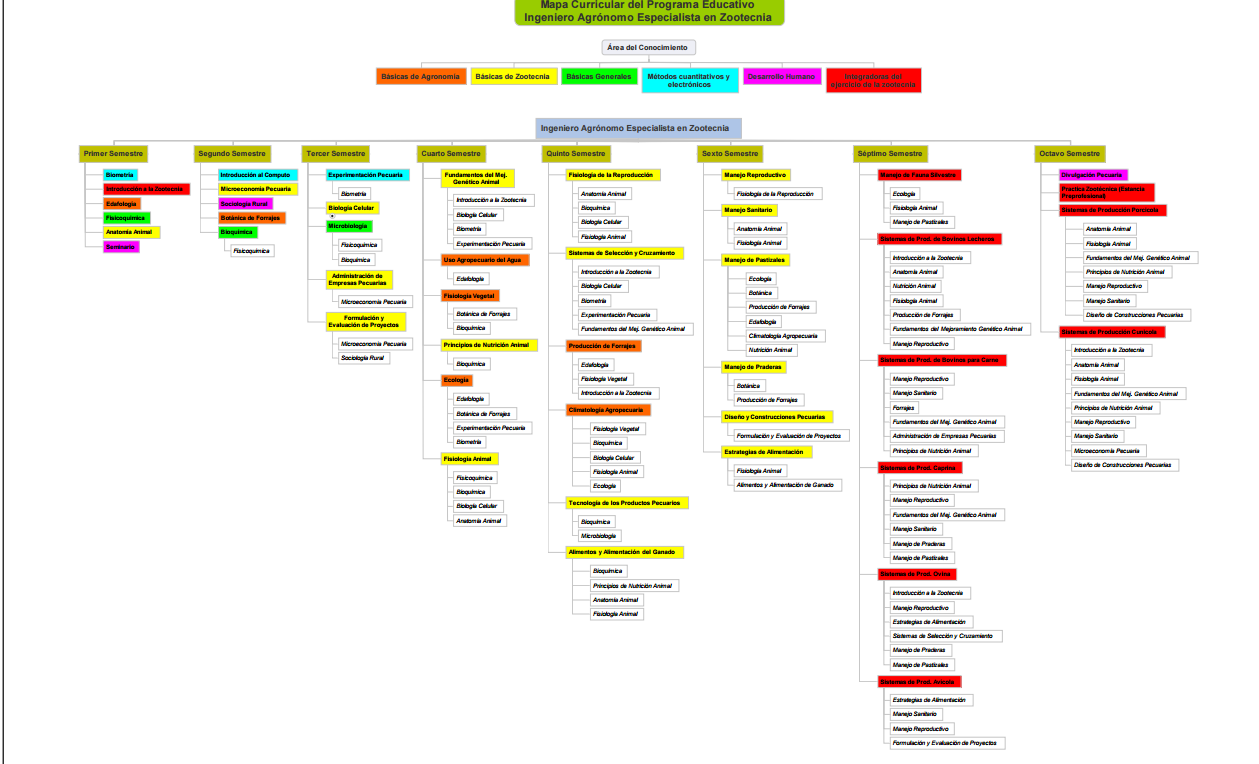 Mapa Curricular del Programa Educativo
Ingeniero Agrónomo Especialista en Zootecnia
Área del Conocimiento
Básicas de Agronomía
Básicas de Zootecnia
Básicas Generales
Métodos cuantitativos y
electrónicos
Desarrollo Humano
Integradoras del
ejercicio de la zootecnia
Ingeniero Agrónomo Especialista en Zootecnia
Primer Semestre
Biometria
Introducción a la Zootecnia
Edafología
Fisicoquímica
Anatomía Animal
Seminario
Segundo Semestre
Introducción al Computo
Microeconomía Pecuaria
Sociología Rural
Botánica de Forrajes
Bioquímica
Fisicoquímica
Tercer Semestre
Experimentación Pecuaria
Biometría
Biología Celular
Microbiología
Fisicoquímica
Bioquímica
Administración de
Empresas Pecuarias
Microeconomía Pecuaria
Formulación y
Evaluación de Proyectos
Microeconomía Pecuaria
Sociología Rural
Cuarto Semestre
Fundamentos del Mej.
Genético Animal
Introducción a la Zootecnia
Biología Celular
Biometría
Experimentación Pecuaria
Uso Agropecuario del Agua
Edafología
Fisiología Vegetal
Botánica de Forrajes
Bioquímica
Principios de Nutrición Animal
Bioquímica
Ecología
Edafología
Botánica de Forrajes
Experimentación Pecuaria
Biometría
Fisiología Animal
Fisicoquímica
Bioquímica
Biología Celular
Anatomía Animal
Quinto Semestre
Fisiología de la Reproducción
Anatomía Animal
Bioquímica
Biología Celular
Fisiología Animal
Sistemas de Selección y Cruzamiento
Introducción a la Zootecnia
Biología Celular
Biometría
Experimentación Pecuaria
Fundamentos del Mej. Genético Animal
Producción de Forrajes
Edafología
Fisiología Vegetal
Introducción a la Zootecnia
Climatología Agropecuaria
Fisiología Vegetal
Bioquímica
Biología Celular
Fisiología Animal
Ecología
Tecnología de los Productos Pecuarios
Bioquímica
Microbiología
Alimentos y Alimentación del Ganado
Bioquímica
Principios de Nutrición Animal
Anatomía Animal
Fisiología Animal
Sexto Semestre
Manejo Reproductivo
Fisiología de la Reproducción
Manejo Sanitario
Anatomía Animal
Fisiología Animal
Manejo de Pastizales
Ecología
Botánica
Producción de Forrajes
Edafología
Climatología Agropecuaria
Nutrición Animal
Manejo de Praderas
Botánica
Producción de Forrajes
Diseño y Construcciones Pecuarias
Formulación y Evaluación de Proyectos
Estrategias de Alimentación
Fisiología Animal
Alimentos y Alimentación de Ganado
Séptimo Semestre
Manejo de Fauna Silvestre
Ecología
Fisiología Animal
Manejo de Pastizales
Sistemas de Prod. de Bovinos Lecheros
Introducción a la Zootecnia
Anatomía Animal
Nutrición Animal
Fisiología Animal
Producción de Forrajes
Fundamentos del Mejoramiento Genético Animal
Manejo Reproductivo
Sistemas de Prod. de Bovinos para Carne
Manejo Reproductivo
Manejo Sanitario
Forrajes
Fundamentos del Mej. Genético Animal
Administración de Empresas Pecuarias
Principios de Nutrición Animal
Sistemas de Prod. Caprina
Principios de Nutrición Animal
Manejo Reproductivo
Fundamentos del Mej. Genético Animal
Manejo Sanitario
Manejo de Praderas
Manejo de Pastizales
Sistemas de Prod. Ovina
Introducción a la Zootecnia
Manejo Reproductivo
Estrategias de Alimentación
Sistemas de Selección y Cruzamiento
Manejo de Praderas
Manejo de Pastizales
Sistemas de Prod. Avícola
Estrategias de Alimentación
Manejo Sanitario
Manejo Reproductivo
Formulación y Evaluación de Proyectos
Octavo Semestre
Divulgación Pecuaria
Practica Zootécnica (Estancia
Preprofesional)
Sistemas de Producción Porcícola
Anatomía Animal
Fisiología Animal
Fundamentos del Mej. Genético Animal
Principios de Nutrición Animal
Manejo Reproductivo
Manejo Sanitario
Diseño de Construcciones Pecuarias
Sistemas de Producción Cunícola
Introducción a la Zootecnia
Anatomía Animal
Fisiología Animal
Fundamentos del Mej. Genético Animal
Principios de Nutrición Animal
Manejo Reproductivo
Manejo Sanitario
Microeconomía Pecuaria
Diseño de Construcciones Pecuarias